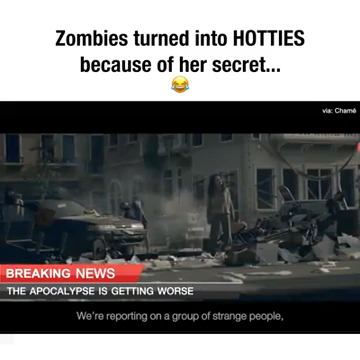 Zombies turned into HOTTIES
because of her secret...
😂
via: Chamé
BREAKING NEWS
THE APOCALYPSE IS GETTING WORSE
We're reporting on a group of strange people,